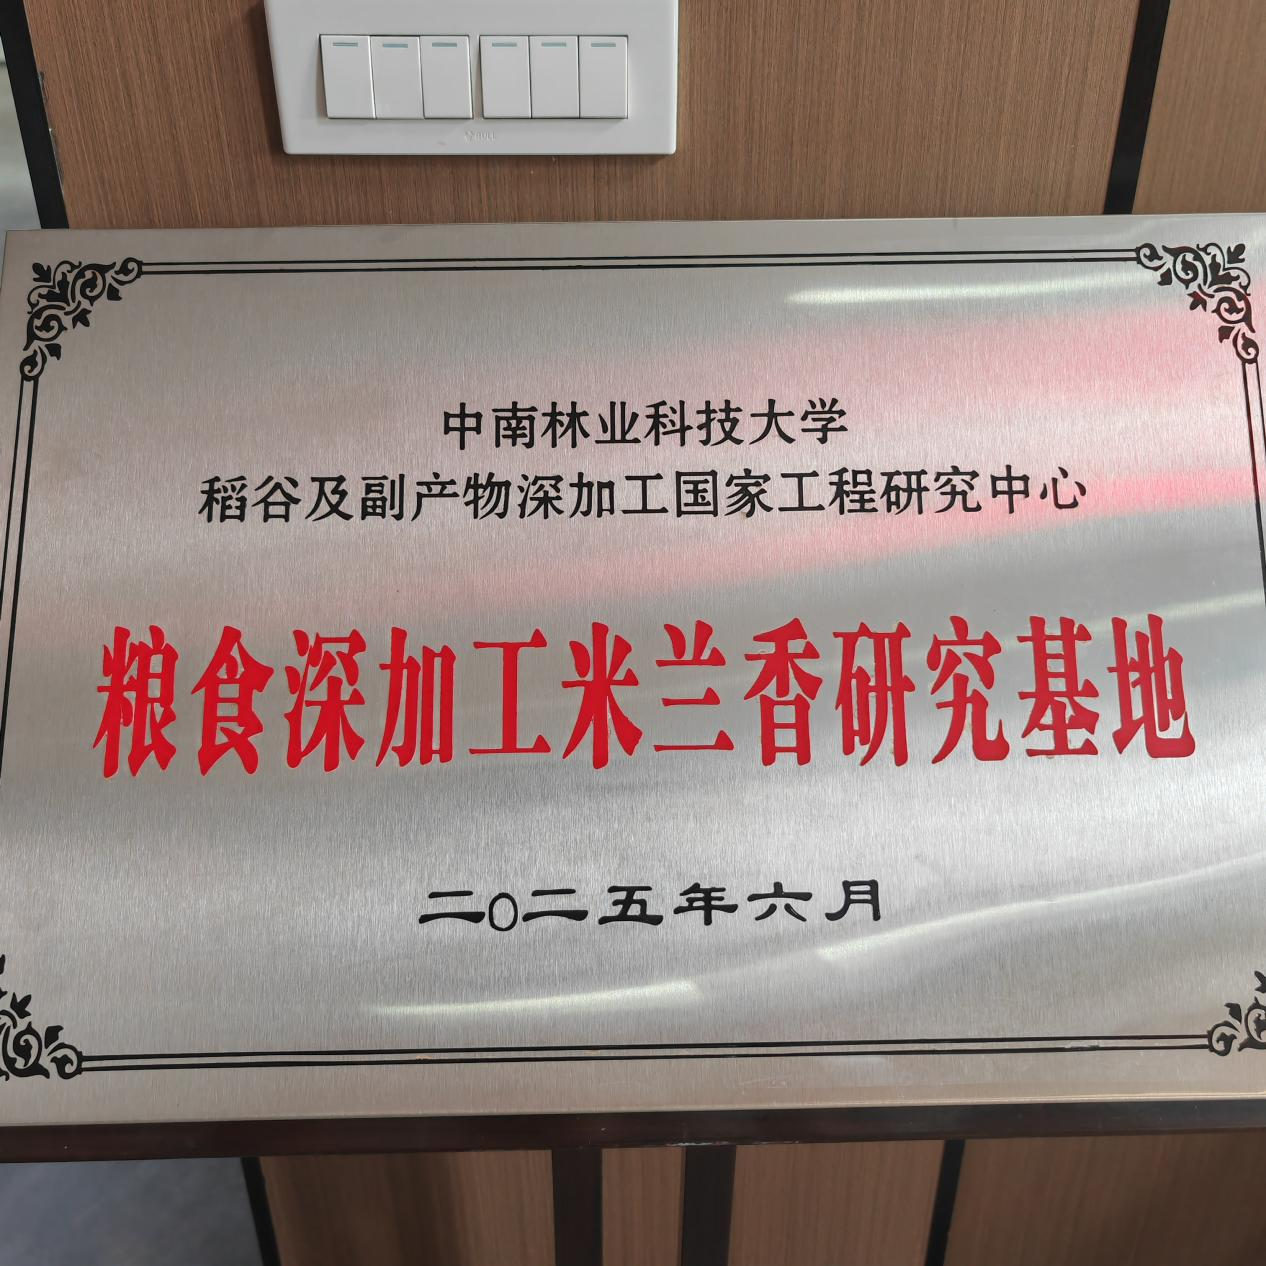 BULL
中南林业科技大学
稻谷及副产物深加工国家工程研究中心
粮食深加工米兰香研究基地
二〇二五年六月